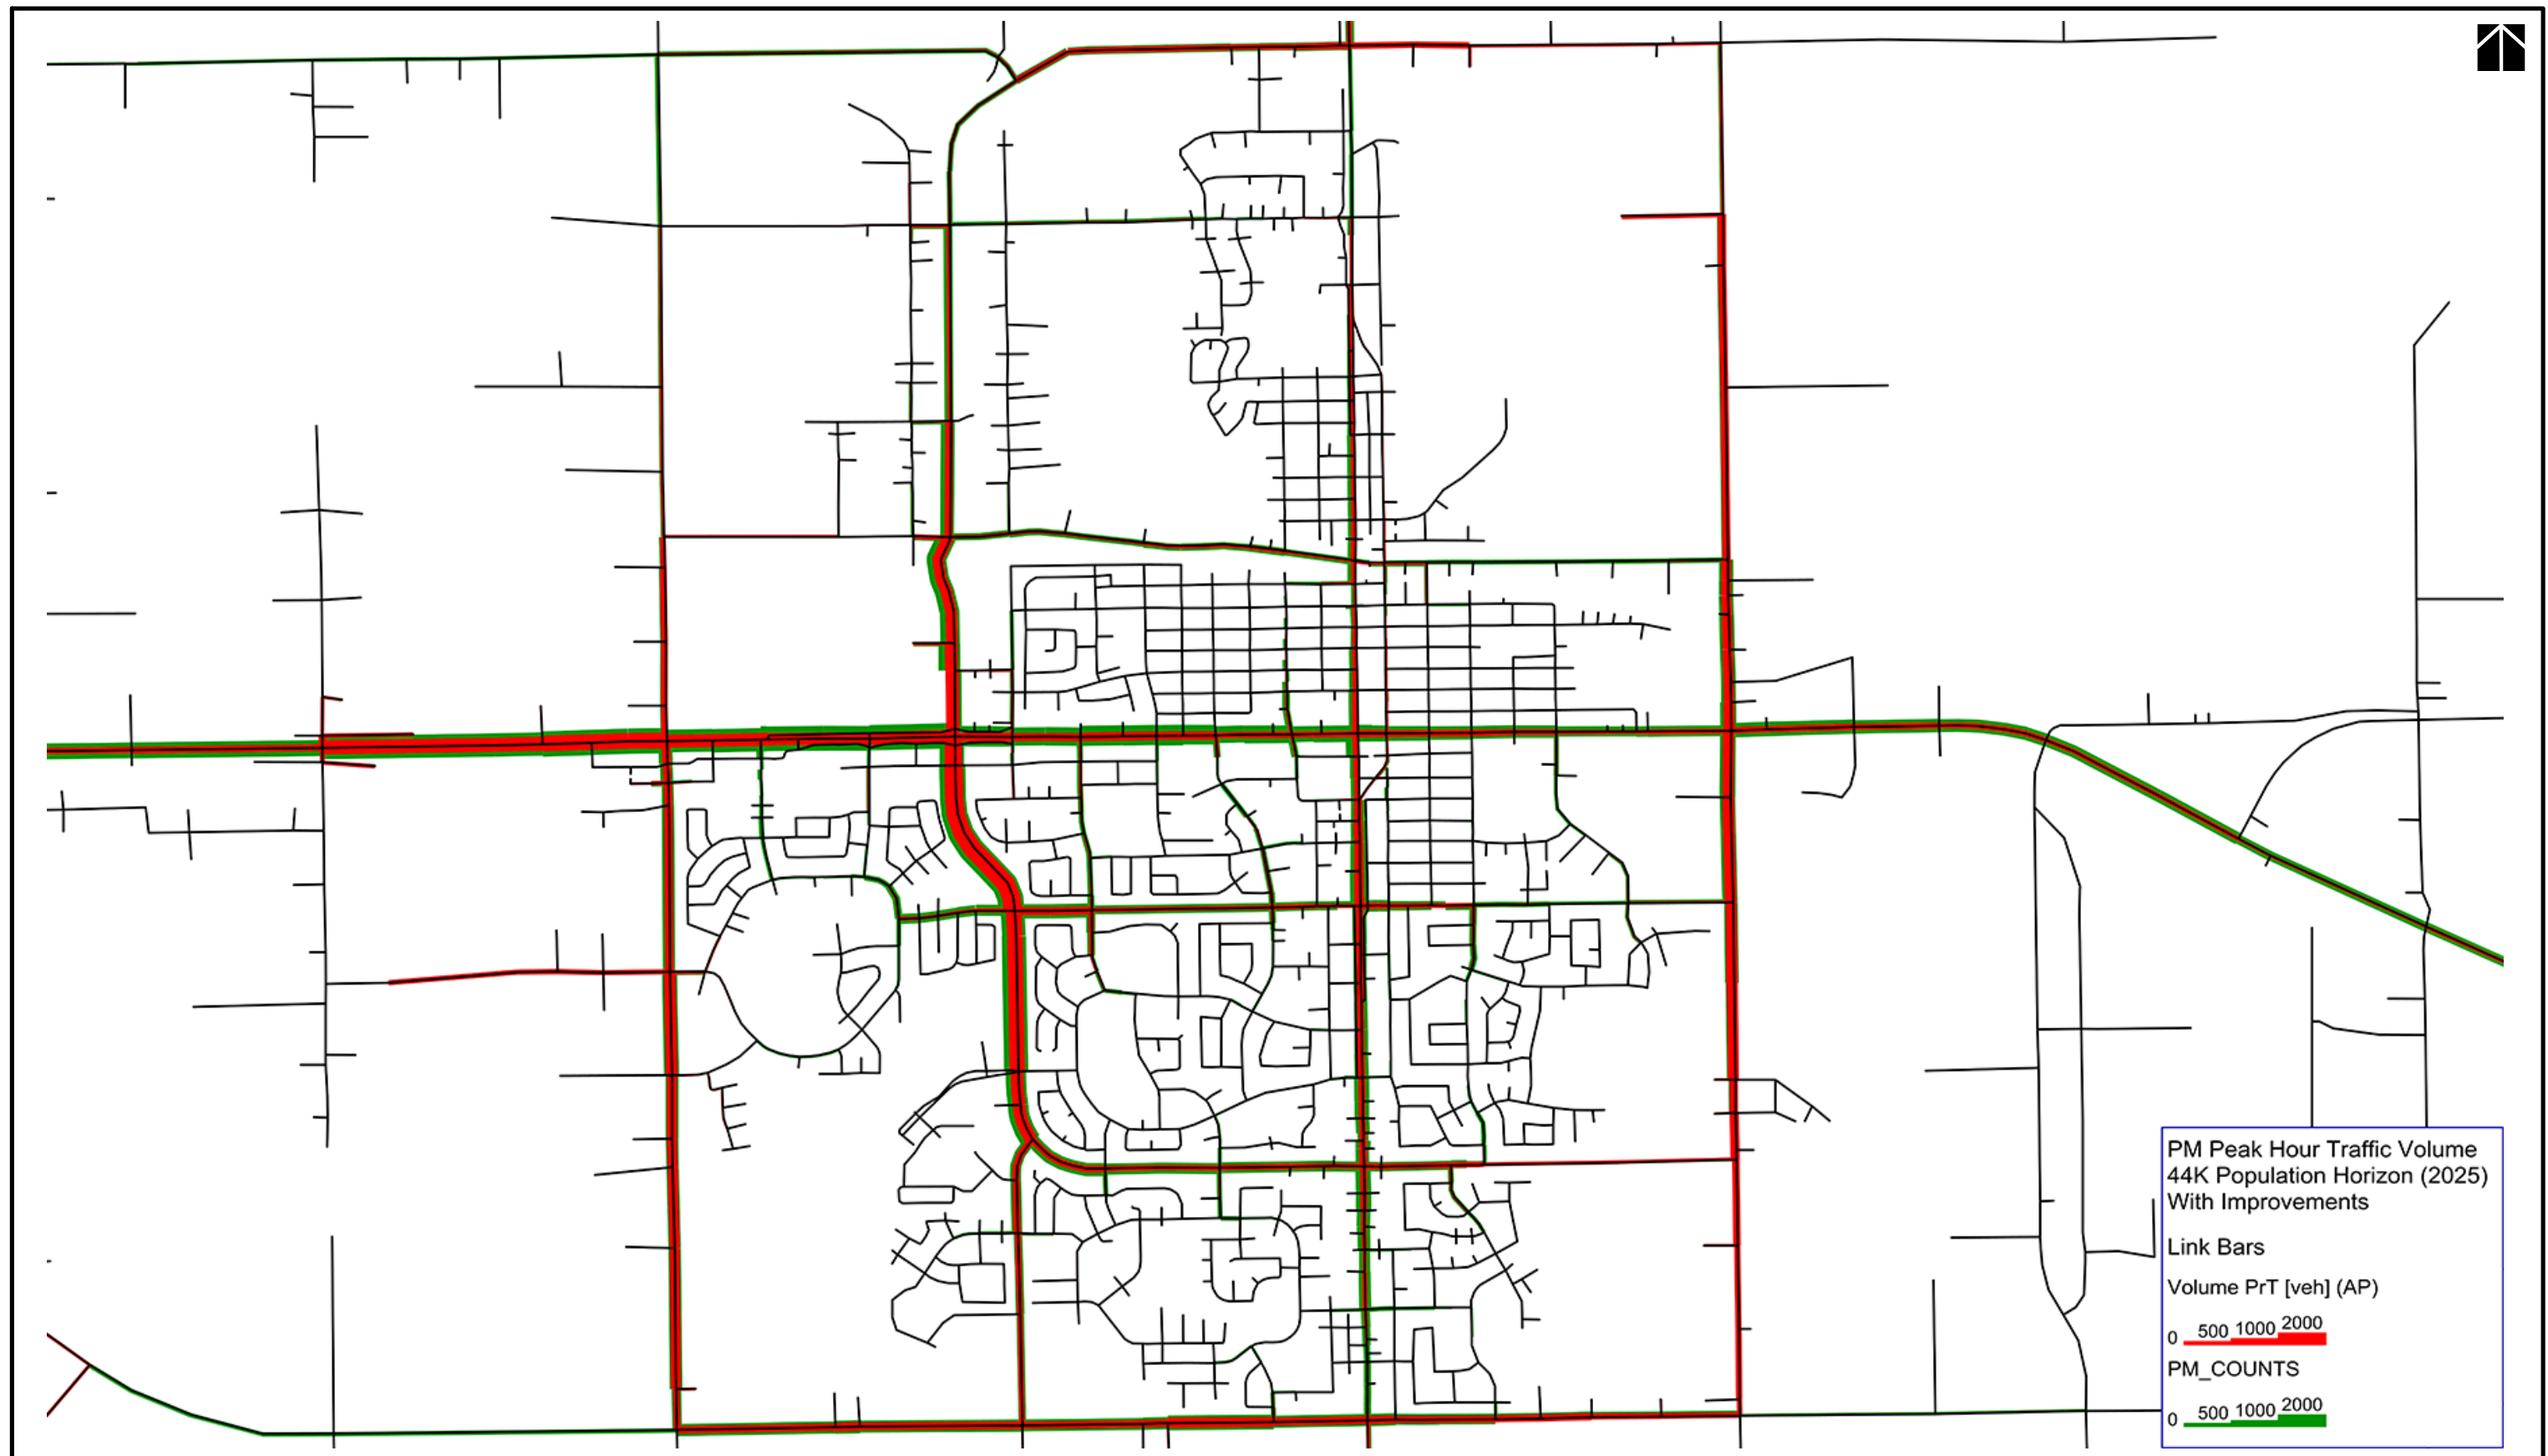 PM Peak Hour Traffic Volume
44K Population Horizon (2025)
With Improvements
Link Bars
Volume PrT [veh] (AP)
0 500 1000 2000
PM_COUNTS
0 500 1000 2000